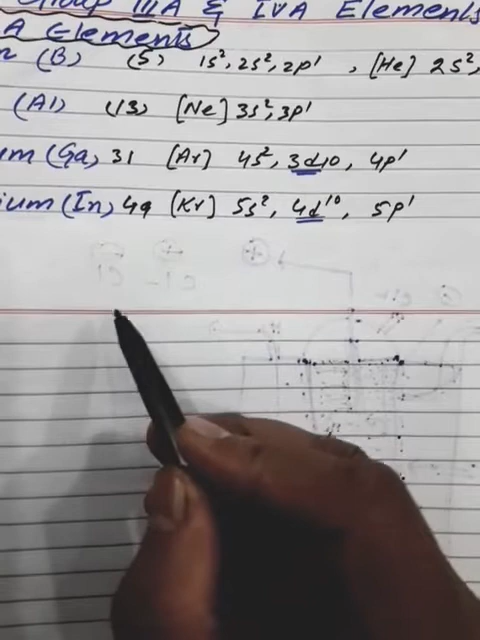 Group IIIA & IVA Elements
A Elements
(B) (5) 1s², 2s², 2p¹ , [He] 2s²,
(Al) (13) [Ne] 3s², 3p¹
um (Ga) 31 [Ar] 4s², 3d10, 4p¹
ium (In) 49 [Kr] 5s², 4d¹⁰, 5p¹